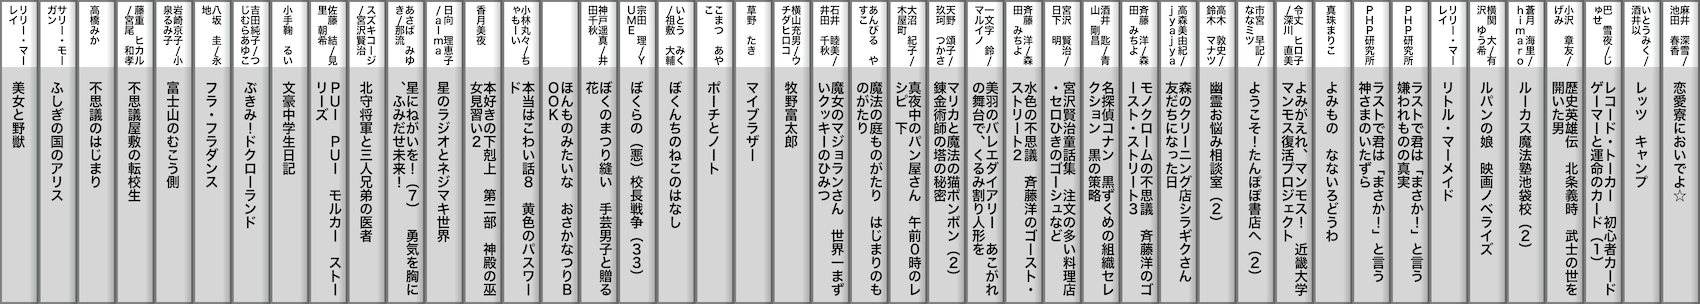 麻井 深雪/
池田 春香
恋愛寮においでよ☆
いとうみく/
酒井以
レッツ キャンプ
巴 雪夜/じ
ゅせ
レコード・トーカー 初心者カード
ゲーマーと運命のカード(1)
小沢 章友/
げみ
歴史英雄伝 北条義時 武士の世を
開いた男
蒼月 海里/
himaro
ルーカス魔法塾池袋校(2)
横関 大/有
沢 ゆう希
ルパンの娘 映画ノベライズ
リリー・マー
レイ
リトル・マーメイド
PHP研究所
ラストで君は「まさか!」と言う
嫌われものの真実
PHP研究所
ラストで君は「まさか!」と言う
神さまのいたずら
真珠まりこ
よみもの なないろどうわ
令丈 ヒロ子
/深川 直美
よみがえれ、マンモス! 近畿大学
マンモス復活プロジェクト
市宮 早記/
ななミツ
ようこそ!たんぽぽ書店へ(2)
高木 敦史/
鈴木 マナツ
幽霊お悩み相談室(2)
高森美由紀/
jyajya
森のクリーニング店シラギクさん
友だちになった日
斉藤 洋/森
田 みちよ
モノクロームの不思議 斉藤洋のゴ
ースト・ストリート3
酒井 匙/青
山 剛昌
名探偵コナン 黒ずくめの組織セレ
クション 黒の策略
宮沢 賢治/
日下 明
宮沢賢治童話集 注文の多い料理店
・セロひきのゴーシュなど
斉藤 洋/森
田 みちよ
水色の不思議 斉藤洋のゴースト・
ストリート2
一文字 鈴/
マルイノ
美羽のバレエダイアリー あこがれ
の舞台で、くるみ割り人形を
天野 頌子/
玖珂 つかさ
マリカと魔法の猫ボンボン(2)
錬金術師の塔の秘密
大沼 紀子/
木屋町
真夜中のパン屋さん 午前0時のレ
シピ 下
あんびる や
すこ
魔法の庭ものがたり はじまりのも
のがたり
石井 睦美/
井田 千秋
魔女のマジョランさん 世界一まず
いクッキーのひみつ
横山充男/ウ
チダヒロコ
牧野富太郎
草野 たき
マイブラザー
こまつ あや
こ
ポーチとノート
いとう みく
/祖敷 大輔
ぼくんちのねこのはなし
宗田 理/Y
UME
ぼくらの(悪)校長戦争(33)
神戸遥真/井
田千秋
ぼくのまつり縫い 手芸男子と贈る
花
ほんものみたいな おさかなつりB
OOK
小林丸々/ち
ゃもーい
本当はこわい話8 黄色のパスワー
ド
香月美夜
本好きの下剋上 第二部 神殿の巫
女見習い2
日向 理恵子
/aima
星のラジオとネジマキ世界
あさばみゆ
き/那流
星にねがいを!(7) 勇気を胸に
、ふみだせ未来!
スズキコージ
/宮沢賢治
北守将軍と三人兄弟の医者
佐藤 結/見
里 朝希
PUI PUI モルカー ストー
リーズ
小手鞠 るい
文豪中学生日記
吉田純子/つ
じむらあゆこ
ぶきみ!ドクローランド
八坂 圭/永
地
フラ・フラダンス
岩崎京子/小
泉るみ子
富士山のむこう側
藤重 ヒカル
/宮尾 和孝
不思議屋敷の転校生
高橋みか
不思議のはじまり
サリー・モー
ガン
ふしぎの国のアリス
リリー・マー
レイ
美女と野獣